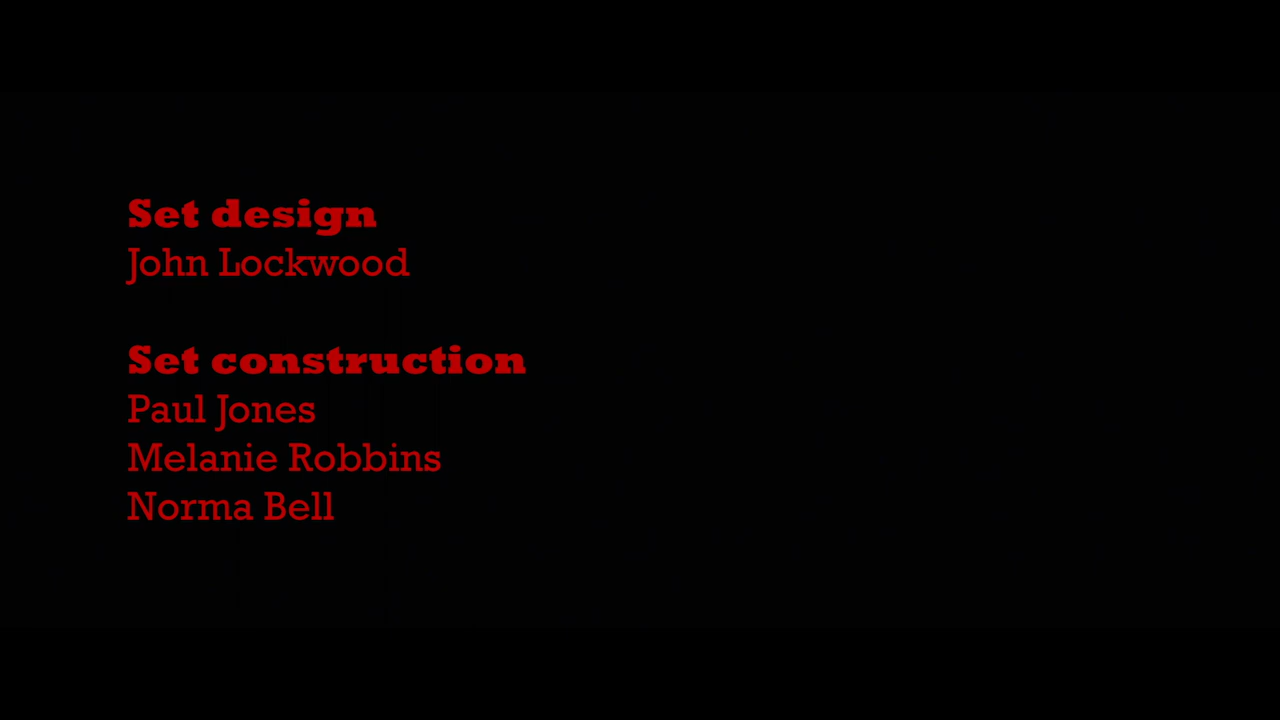 Set design
John Lockwood
Set construction
Paul Jones
Melanie Robbins
Norma Bell